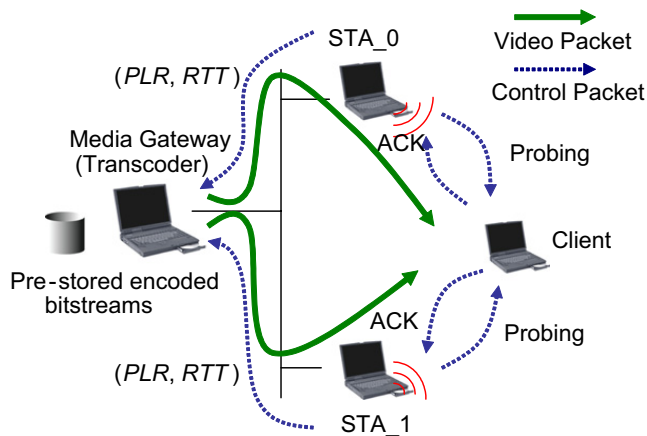 STA_0
Video Packet
Control Packet
(PLR, RTT)
Media Gateway
(Transcoder)
ACK
Probing
Client
Pre-stored encoded
bitstreams
ACK
Probing
(PLR, RTT)
STA_1